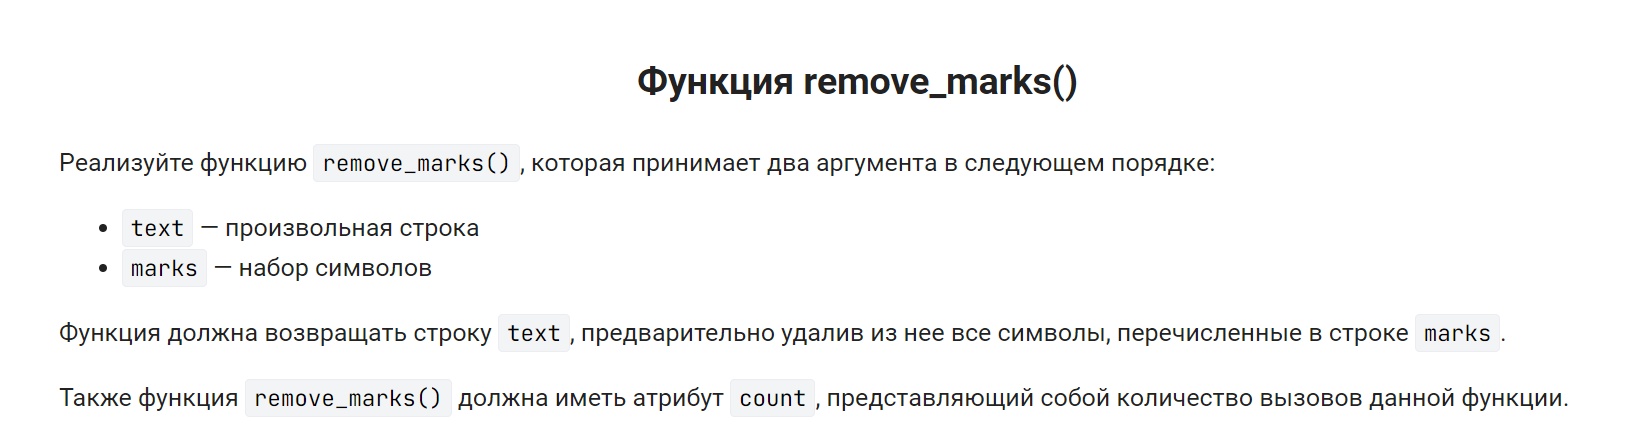 Функция remove_marks()
Реализуйте функцию remove_marks(), которая принимает два аргумента в следующем порядке:
• text — произвольная строка
• marks — набор символов
Функция должна возвращать строку text, предварительно удалив из нее все символы, перечисленные в строке marks.
Также функция remove_marks() должна иметь атрибут count, представляющий собой количество вызовов данной функции.